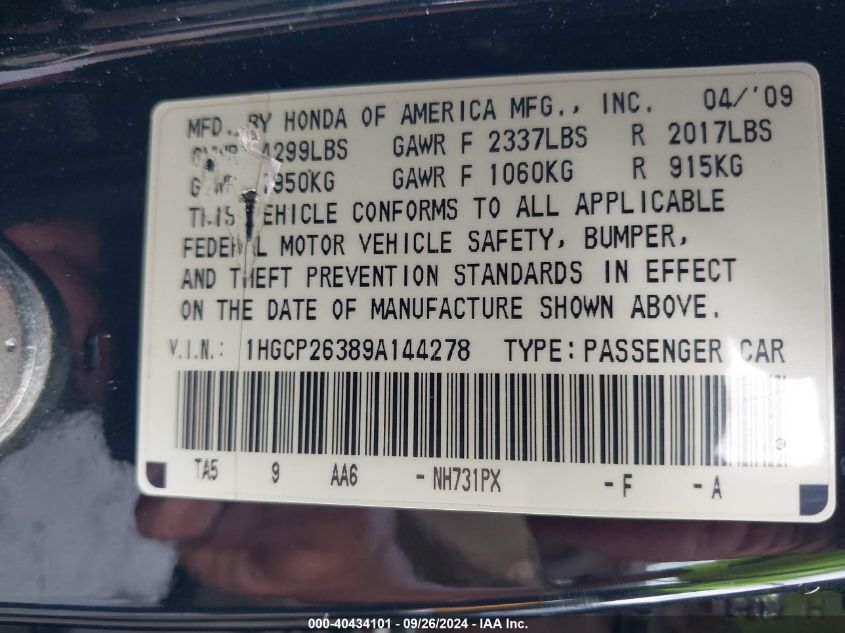 MFD. BY HONDA OF AMERICA MFG., INC. 04/'09
4299LBS GAWR F 2337LBS R 2017LBS
1950KG GAWR F 1060KG R 915KG
THIS VEHICLE CONFORMS TO ALL APPLICABLE
FEDERAL MOTOR VEHICLE SAFETY, BUMPER,
AND THEFT PREVENTION STANDARDS IN EFFECT
ON THE DATE OF MANUFACTURE SHOWN ABOVE.
V.I.N.: 1HGCP26389A144278 TYPE: PASSENGER CAR
TA5 9 AA6 - NH731PX - F - A
000-40434101 - 09/26/2024 - IAA Inc.